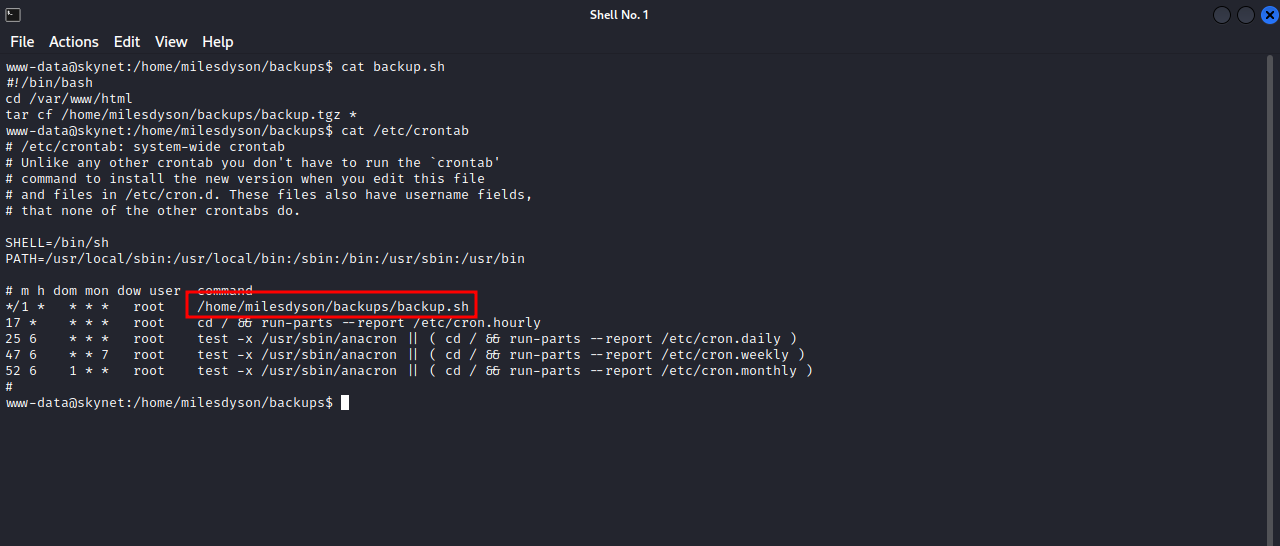 Shell No. 1
File Actions Edit View Help
www-data@skynet:/home/milesdyson/backups$ cat backup.sh
#!/bin/bash
cd /var/www/html
tar cf /home/milesdyson/backups/backup.tgz *
www-data@skynet:/home/milesdyson/backups$ cat /etc/crontab
# /etc/crontab: system-wide crontab
# Unlike any other crontab you don't have to run the `crontab'
# command to install the new version when you edit this file
# and files in /etc/cron.d. These files also have username fields,
# that none of the other crontabs do.
SHELL=/bin/sh
PATH=/usr/local/sbin:/usr/local/bin:/sbin:/bin:/usr/sbin:/usr/bin
# m h dom mon dow user  command
*/1 *   * * *   root    /home/milesdyson/backups/backup.sh
17 *    * * *   root    cd / && run-parts --report /etc/cron.hourly
25 6    * * *   root    test -x /usr/sbin/anacron || ( cd / && run-parts --report /etc/cron.daily )
47 6    * * 7   root    test -x /usr/sbin/anacron || ( cd / && run-parts --report /etc/cron.weekly )
52 6    1 * *   root    test -x /usr/sbin/anacron || ( cd / && run-parts --report /etc/cron.monthly )
#
www-data@skynet:/home/milesdyson/backups$